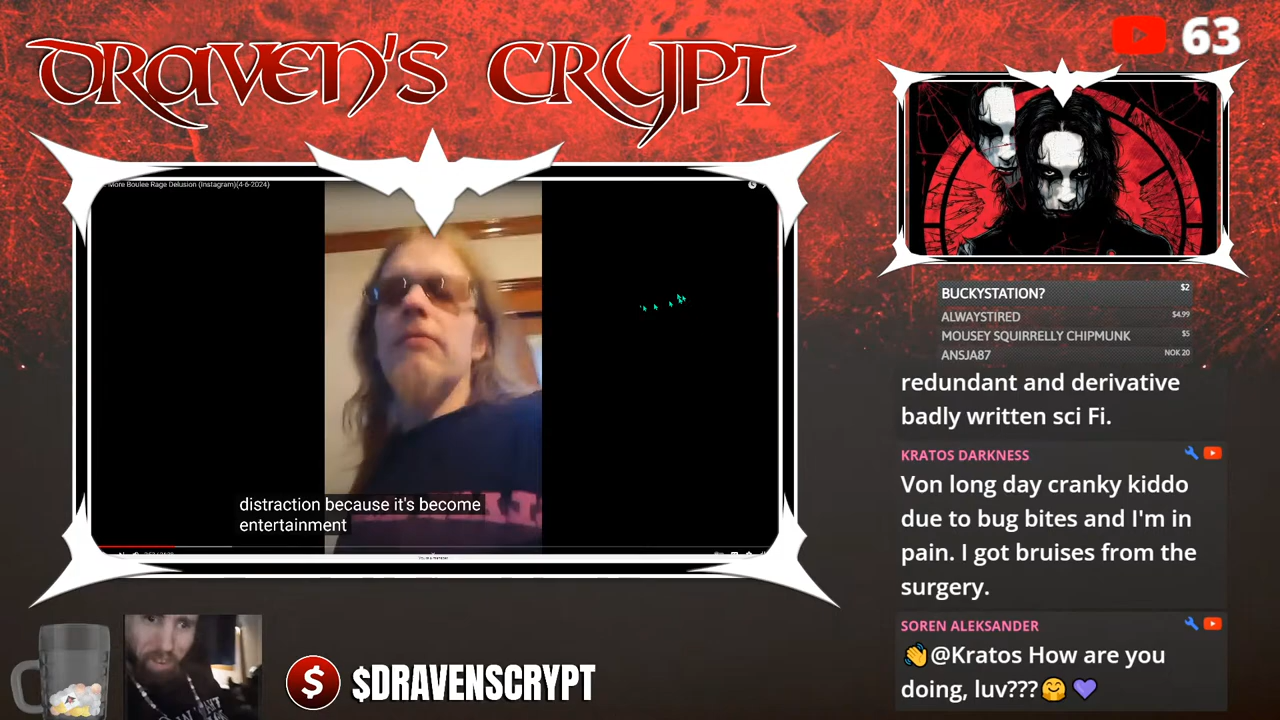 DRAVEN'S CRYPT
63
More Boulee Rage Delusion (Instagram)(4-6-2024)
distraction because it's become
entertainment
BUCKYSTATION? $2
ALWAYSTIRED $4.99
MOUSEY SQUIRRELLY CHIPMUNK $5
ANSJA87 NOK 20
redundant and derivative
badly written sci Fi.
KRATOS DARKNESS
Von long day cranky kiddo
due to bug bites and I'm in
pain. I got bruises from the
surgery.
SOREN ALEKSANDER
👋@Kratos How are you
doing, luv???🤗💜
$ $DRAVENSCRYPT